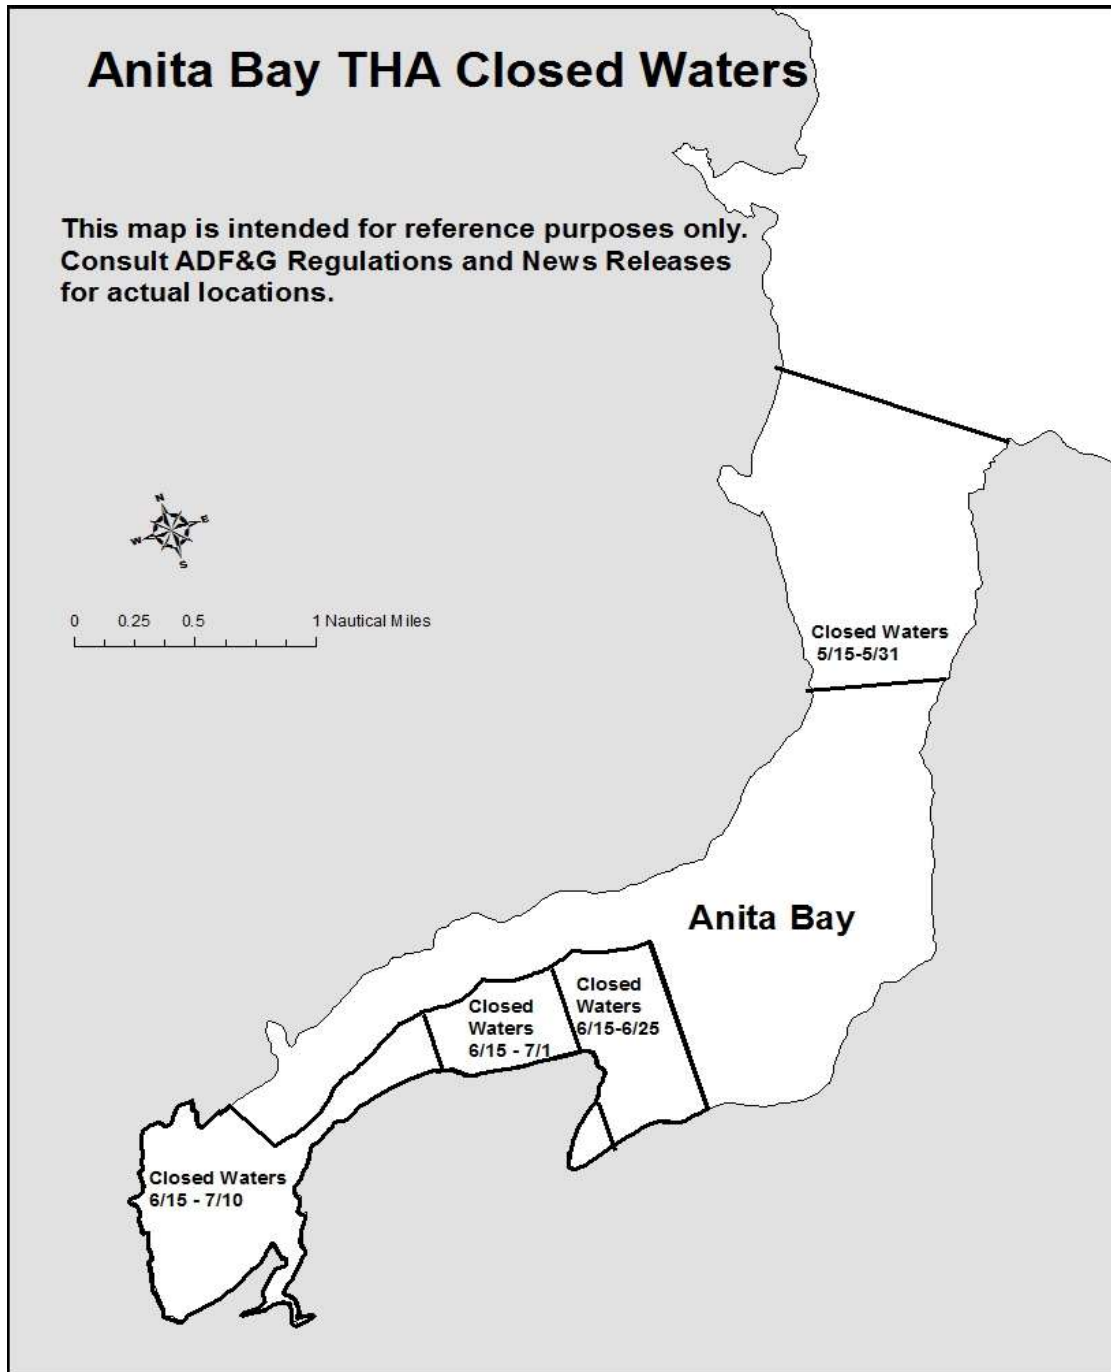 Anita Bay THA Closed Waters
This map is intended for reference purposes only.
Consult ADF&G Regulations and News Releases
for actual locations.
N
E
W
S
0 0.25 0.5 1 Nautical Miles
Closed Waters
5/15-5/31
Anita Bay
Closed
Waters
6/15-6/25
Closed
Waters
6/15 - 7/1
Closed Waters
6/15 - 7/10